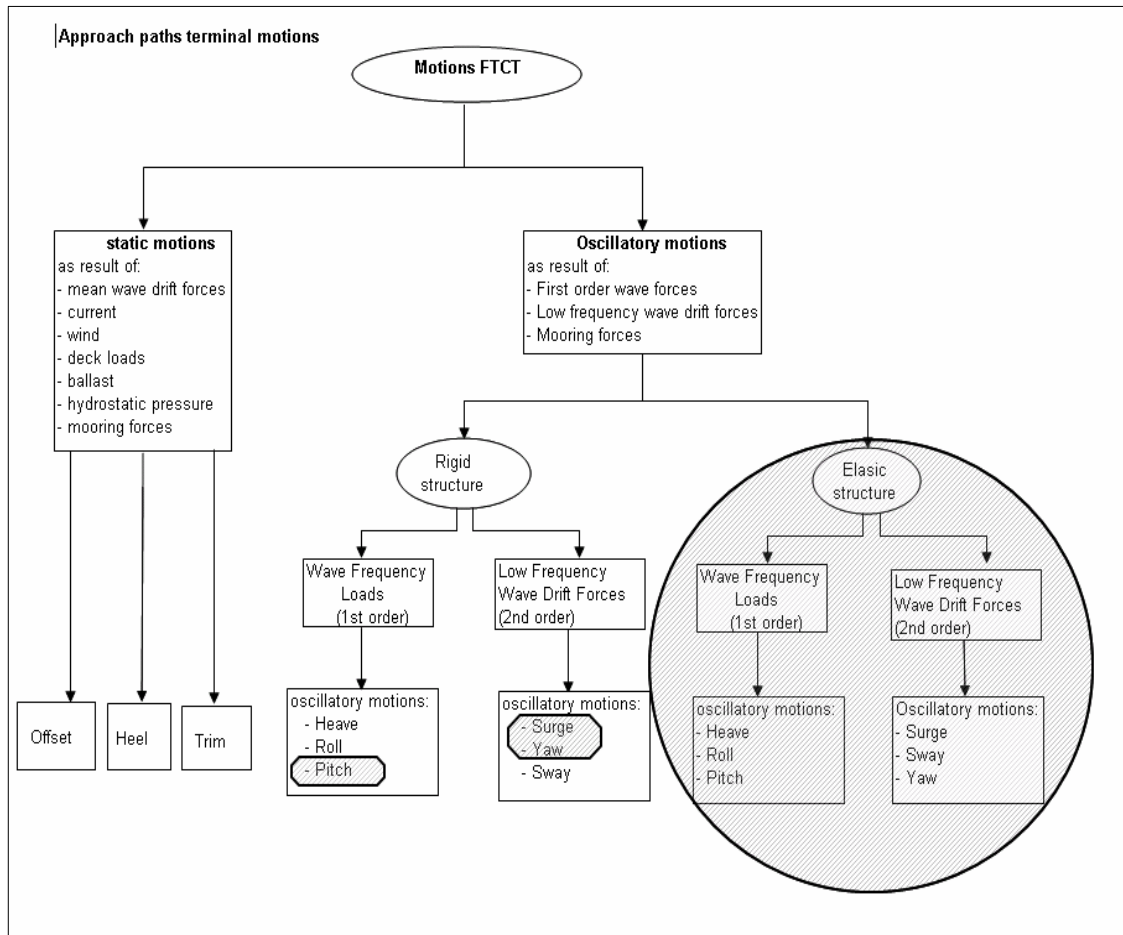 Approach paths terminal motions
Motions FTCT
static motions
as result of:
- mean wave drift forces
- current
- wind
- deck loads
- ballast
- hydrostatic pressure
- mooring forces
Oscillatory motions
as result of:
- First order wave forces
- Low frequency wave drift forces
- Mooring forces
Rigid
structure
Elasic
structure
Wave Frequency
Loads
(1st order)
Low Frequency
Wave Drift Forces
(2nd order)
Wave Frequency
Loads
(1st order)
Low Frequency
Wave Drift Forces
(2nd order)
Offset
Heel
Trim
oscillatory motions:
- Heave
- Roll
- Pitch
oscillatory motions:
- Surge
- Yaw
- Sway
oscillatory motions:
- Heave
- Roll
- Pitch
Oscillatory motions:
- Surge
- Sway
- Yaw